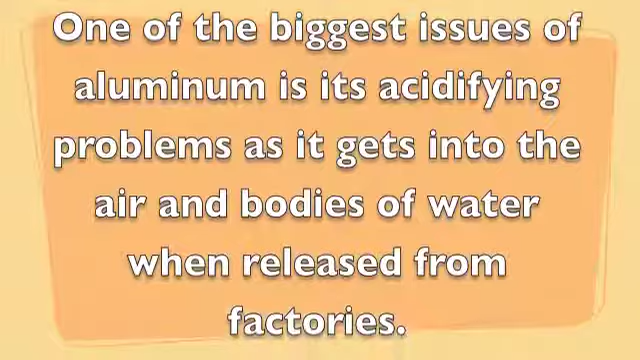 One of the biggest issues of
aluminum is its acidifying
problems as it gets into the
air and bodies of water
when released from
factories.